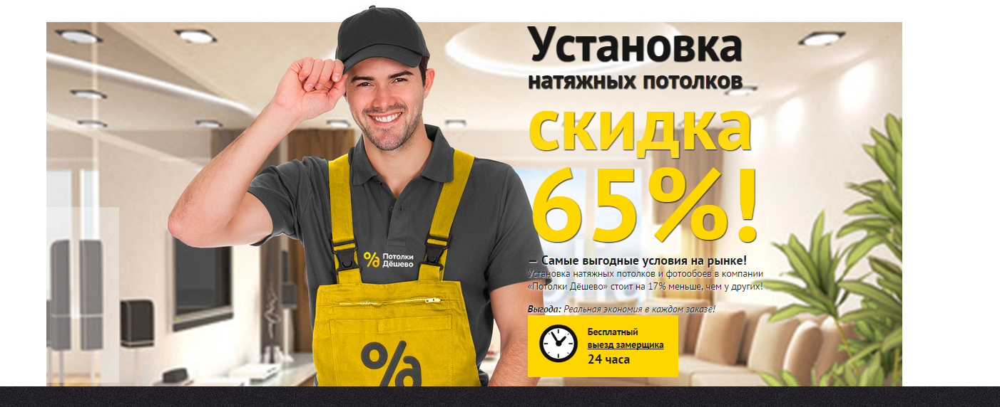 Установка
натяжных потолков
скидка
65%!
— Самые выгодные условия на рынке!
Установка натяжных потолков и фотообоев в компании
«Потолки Дёшево» стоит на 17% меньше, чем у других!
Выгода: Реальная экономия в каждом заказе!
Бесплатный
выезд замерщика
24 часа
% Потолки
Дёшево
%